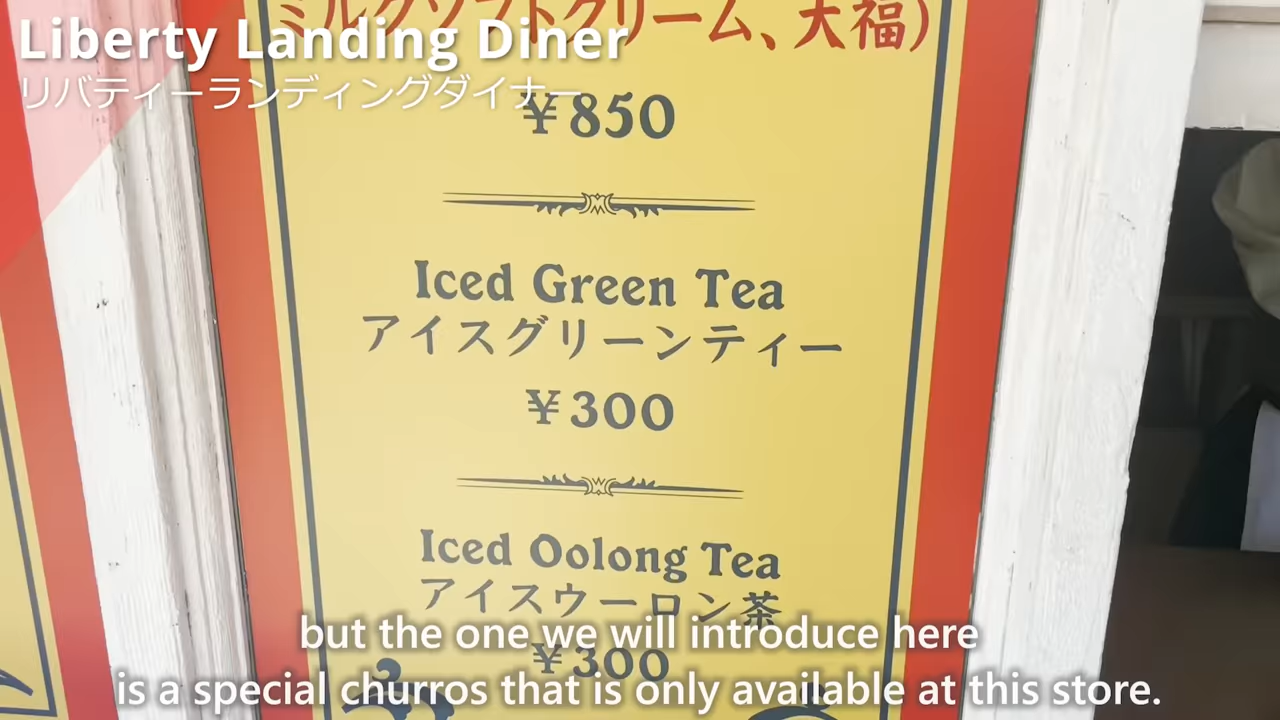 Liberty Landing Diner
リバティーランディングダイナー
ミルクソフトクリーム、大福)
¥850
Iced Green Tea
アイスグリーンティー
¥300
Iced Oolong Tea
アイスウーロン茶
¥300
but the one we will introduce here
is a special churros that is only available at this store.